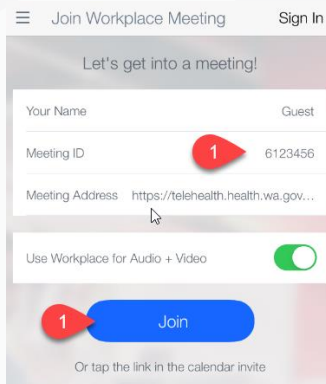 Join Workplace Meeting Sign In
Let's get into a meeting!
Your Name Guest
Meeting ID 1 6123456
Meeting Address https://telehealth.health.wa.gov...
Use Workplace for Audio + Video
1 Join
Or tap the link in the calendar invite